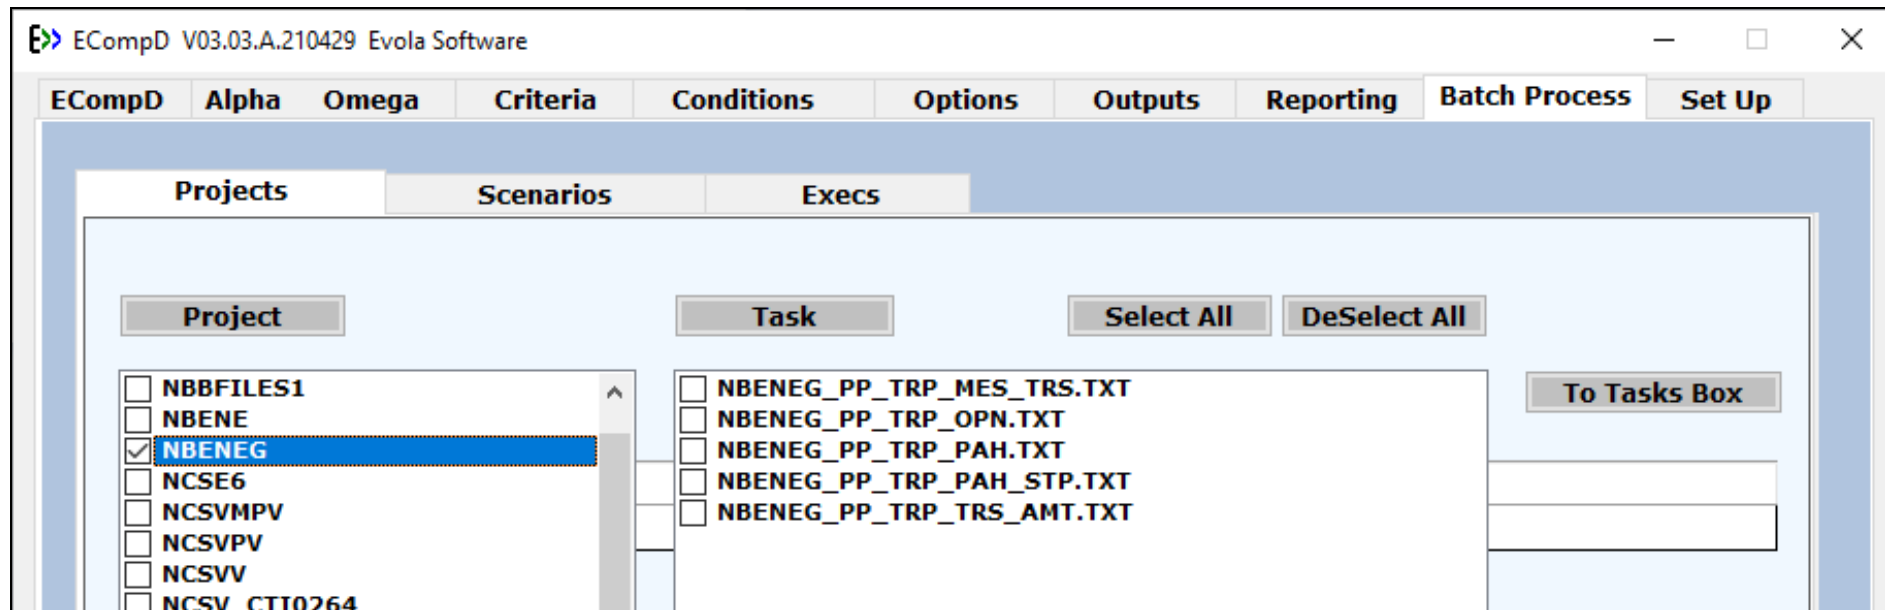 ECompD V03.03.A.210429 Evola Software
ECompD Alpha Omega Criteria Conditions Options Outputs Reporting Batch Process Set Up
Projects Scenarios Execs
Project Task Select All DeSelect All
NBBFILES1
NBENE
NBENEG
NCSE6
NCSVMPV
NCSVPV
NCSVV
NCSV_CTI0264
NBENEG_PP_TRP_MES_TRS.TXT
NBENEG_PP_TRP_OPN.TXT
NBENEG_PP_TRP_PAH.TXT
NBENEG_PP_TRP_PAH_STP.TXT
NBENEG_PP_TRP_TRS_AMT.TXT
To Tasks Box